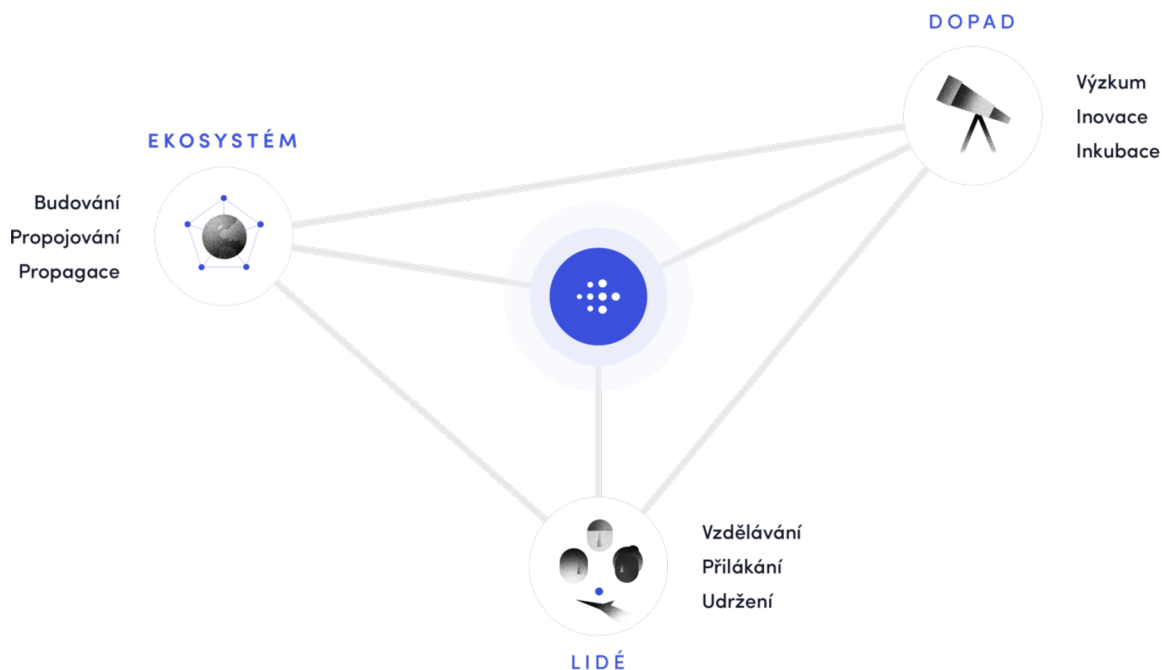 DOPAD
Výzkum
Inovace
Inkubace
EKOSYSTÉM
Budování
Propojování
Propagace
Vzdělávání
Přilákání
Udržení
LIDÉ